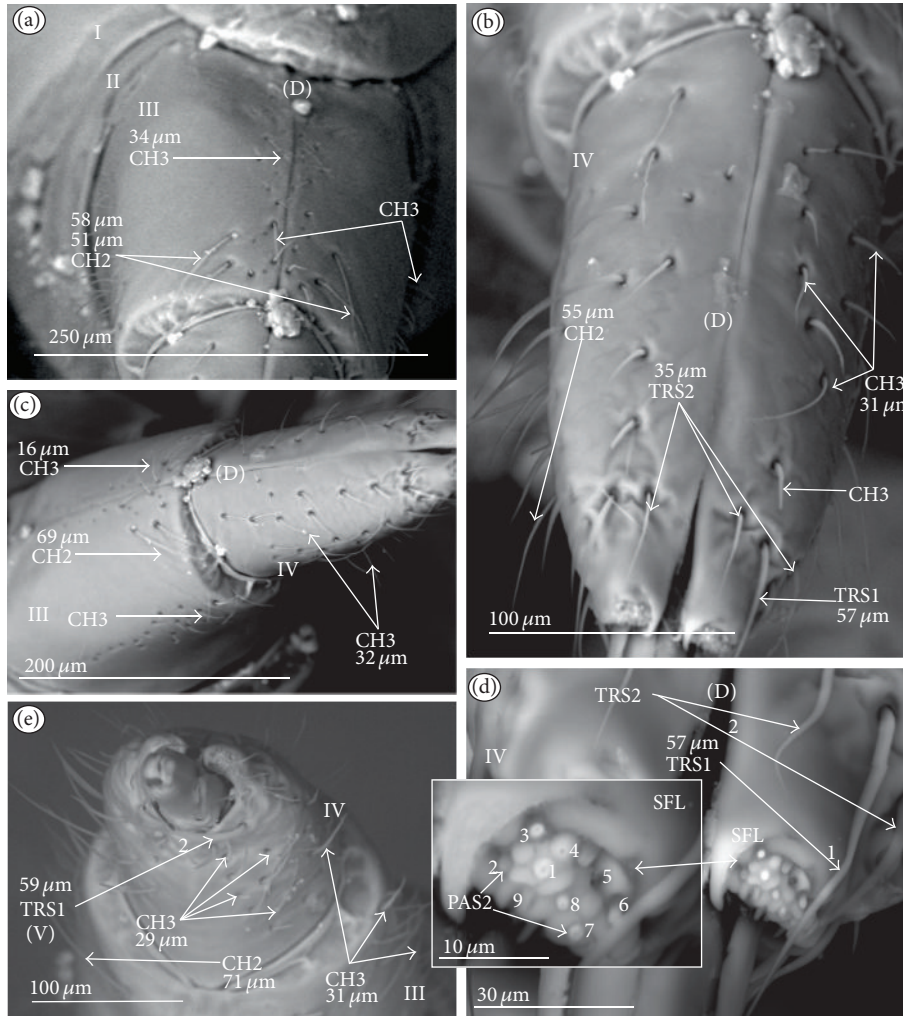 (a)
I
II
III
(D)
34 µm
CH3
CH3
58 µm
51 µm
CH2
250 µm
(b)
IV
55 µm
CH2
(D)
35 µm
TRS2
CH3
31 µm
CH3
TRS1
57 µm
100 µm
(c)
16 µm
CH3
(D)
69 µm
CH2
IV
III
CH3
CH3
32 µm
200 µm
(d)
TRS2
(D)
2
57 µm
TRS1
IV
SFL
SFL
1
3
4
2
1
5
PAS2
9
8
6
7
10 µm
30 µm
(e)
IV
2
59 µm
TRS1
(V)
CH3
29 µm
CH2
71 µm
CH3
31 µm
III
100 µm